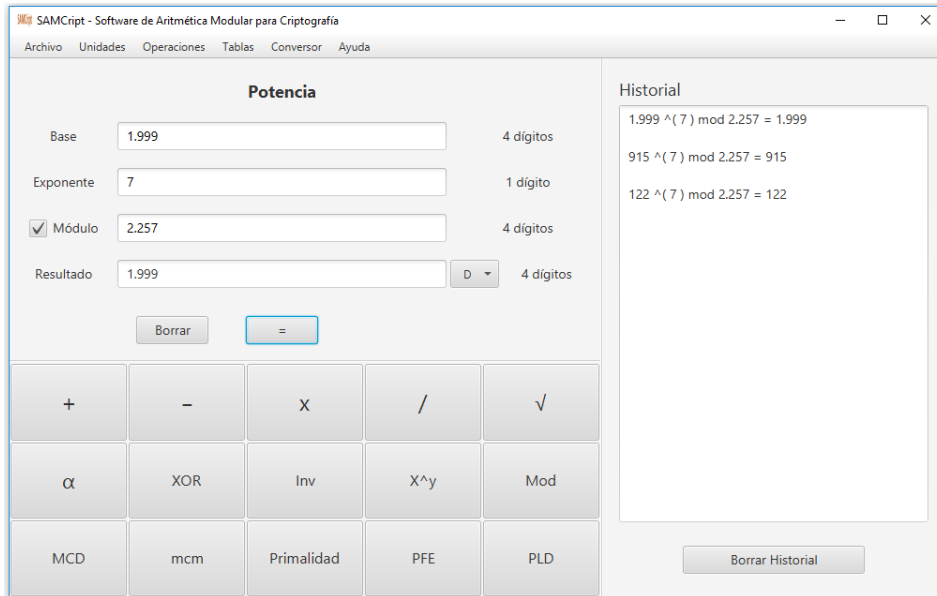 SAMCript - Software de Aritmética Modular para Criptografía
Archivo Unidades Operaciones Tablas Conversor Ayuda
Potencia
Base 1.999 4 dígitos
Exponente 7 1 dígito
Módulo 2.257 4 dígitos
Resultado 1.999 D 4 dígitos
Borrar =
+ − x / √
α XOR Inv X^y Mod
MCD mcm Primalidad PFE PLD
Historial
1.999 ^( 7 ) mod 2.257 = 1.999
915 ^( 7 ) mod 2.257 = 915
122 ^( 7 ) mod 2.257 = 122
Borrar Historial